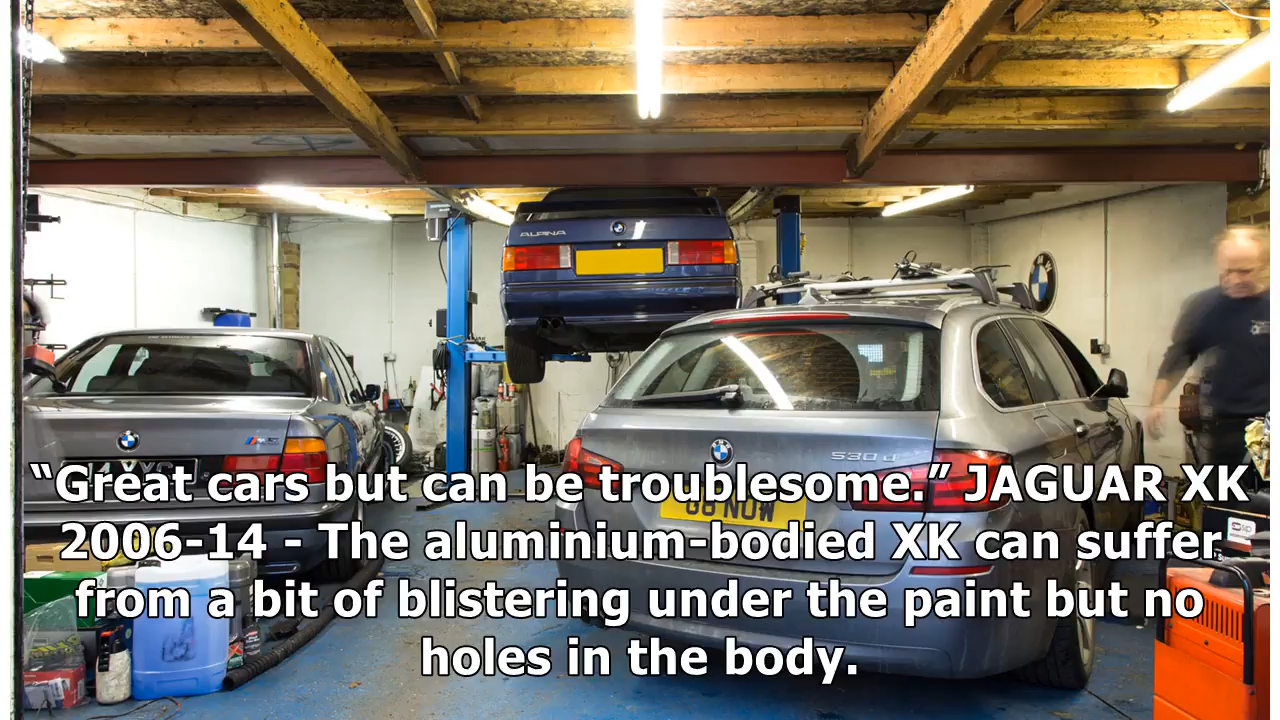 ALPINA
530d
“Great cars but can be troublesome.” JAGUAR XK
2006-14 - The aluminium-bodied XK can suffer
from a bit of blistering under the paint but no
holes in the body.